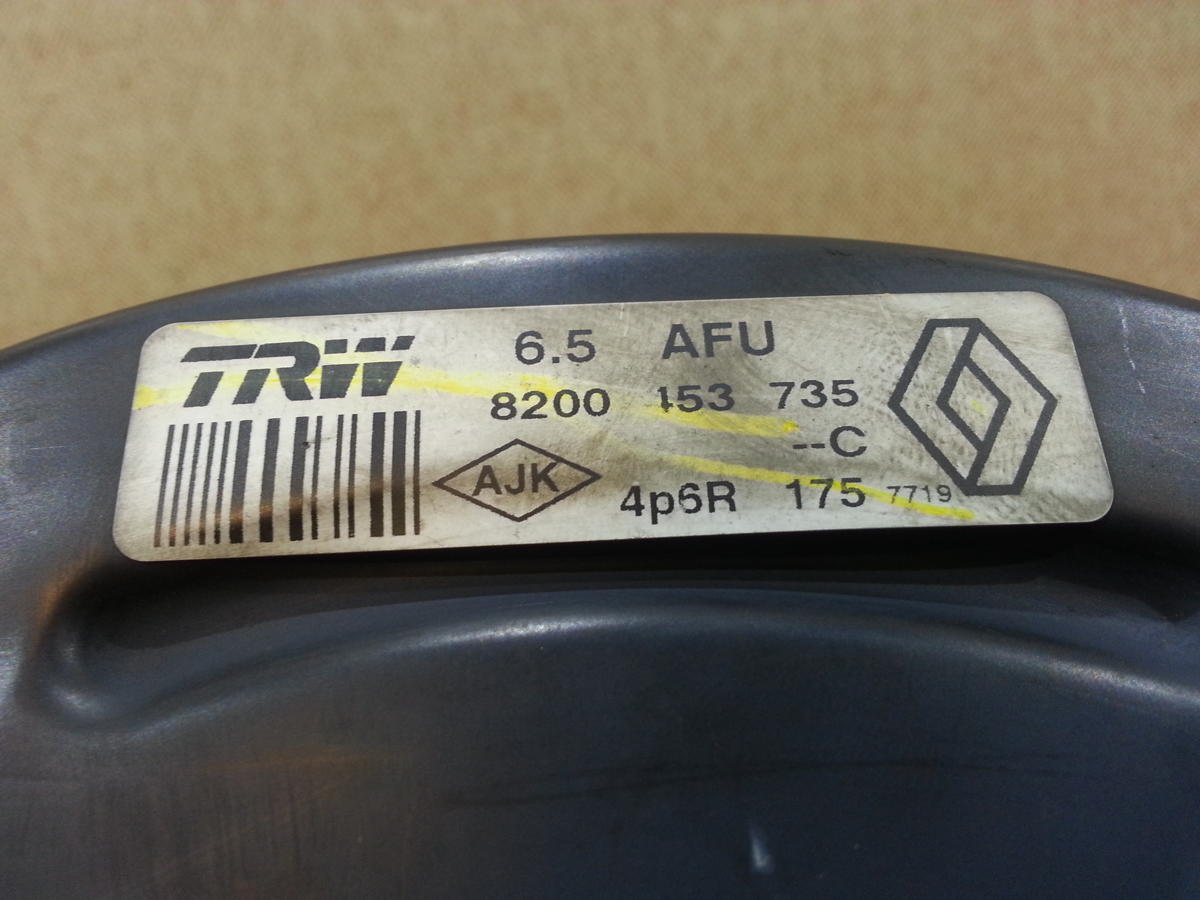 TRW
6.5 AFU
8200 153 735
--C
AJK
4p6R 175 7719